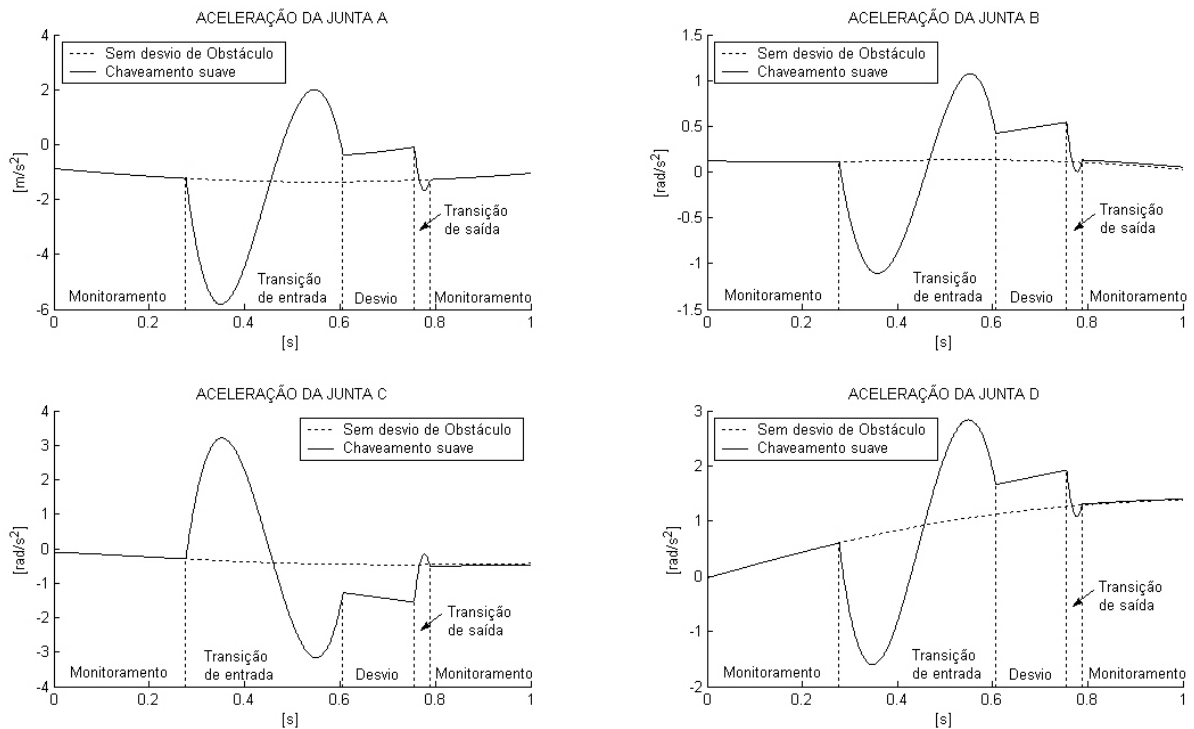 ACELERAÇÃO DA JUNTA A
4
2
0
-2
-4
-6
[m/s²]
Sem desvio de Obstáculo
Chaveamento suave
Transição
de saída
Monitoramento
Transição
de entrada
Desvio
Monitoramento
0
0.2
0.4
0.6
0.8
1
[s]
ACELERAÇÃO DA JUNTA B
1.5
1
0.5
0
-0.5
-1
-1.5
[rad/s²]
Sem desvio de Obstáculo
Chaveamento suave
Transição
de saída
Monitoramento
Transição
de entrada
Desvio
Monitoramento
0
0.2
0.4
0.6
0.8
1
[s]
ACELERAÇÃO DA JUNTA C
4
3
2
1
0
-1
-2
-3
-4
[rad/s²]
Sem desvio de Obstáculo
Chaveamento suave
Transição
de saída
Monitoramento
Transição
de entrada
Desvio
Monitoramento
0
0.2
0.4
0.6
0.8
1
[s]
ACELERAÇÃO DA JUNTA D
3
2
1
0
-1
-2
[rad/s²]
Sem desvio de Obstáculo
Chaveamento suave
Transição
de saída
Monitoramento
Transição
de entrada
Desvio
Monitoramento
0
0.2
0.4
0.6
0.8
1
[s]